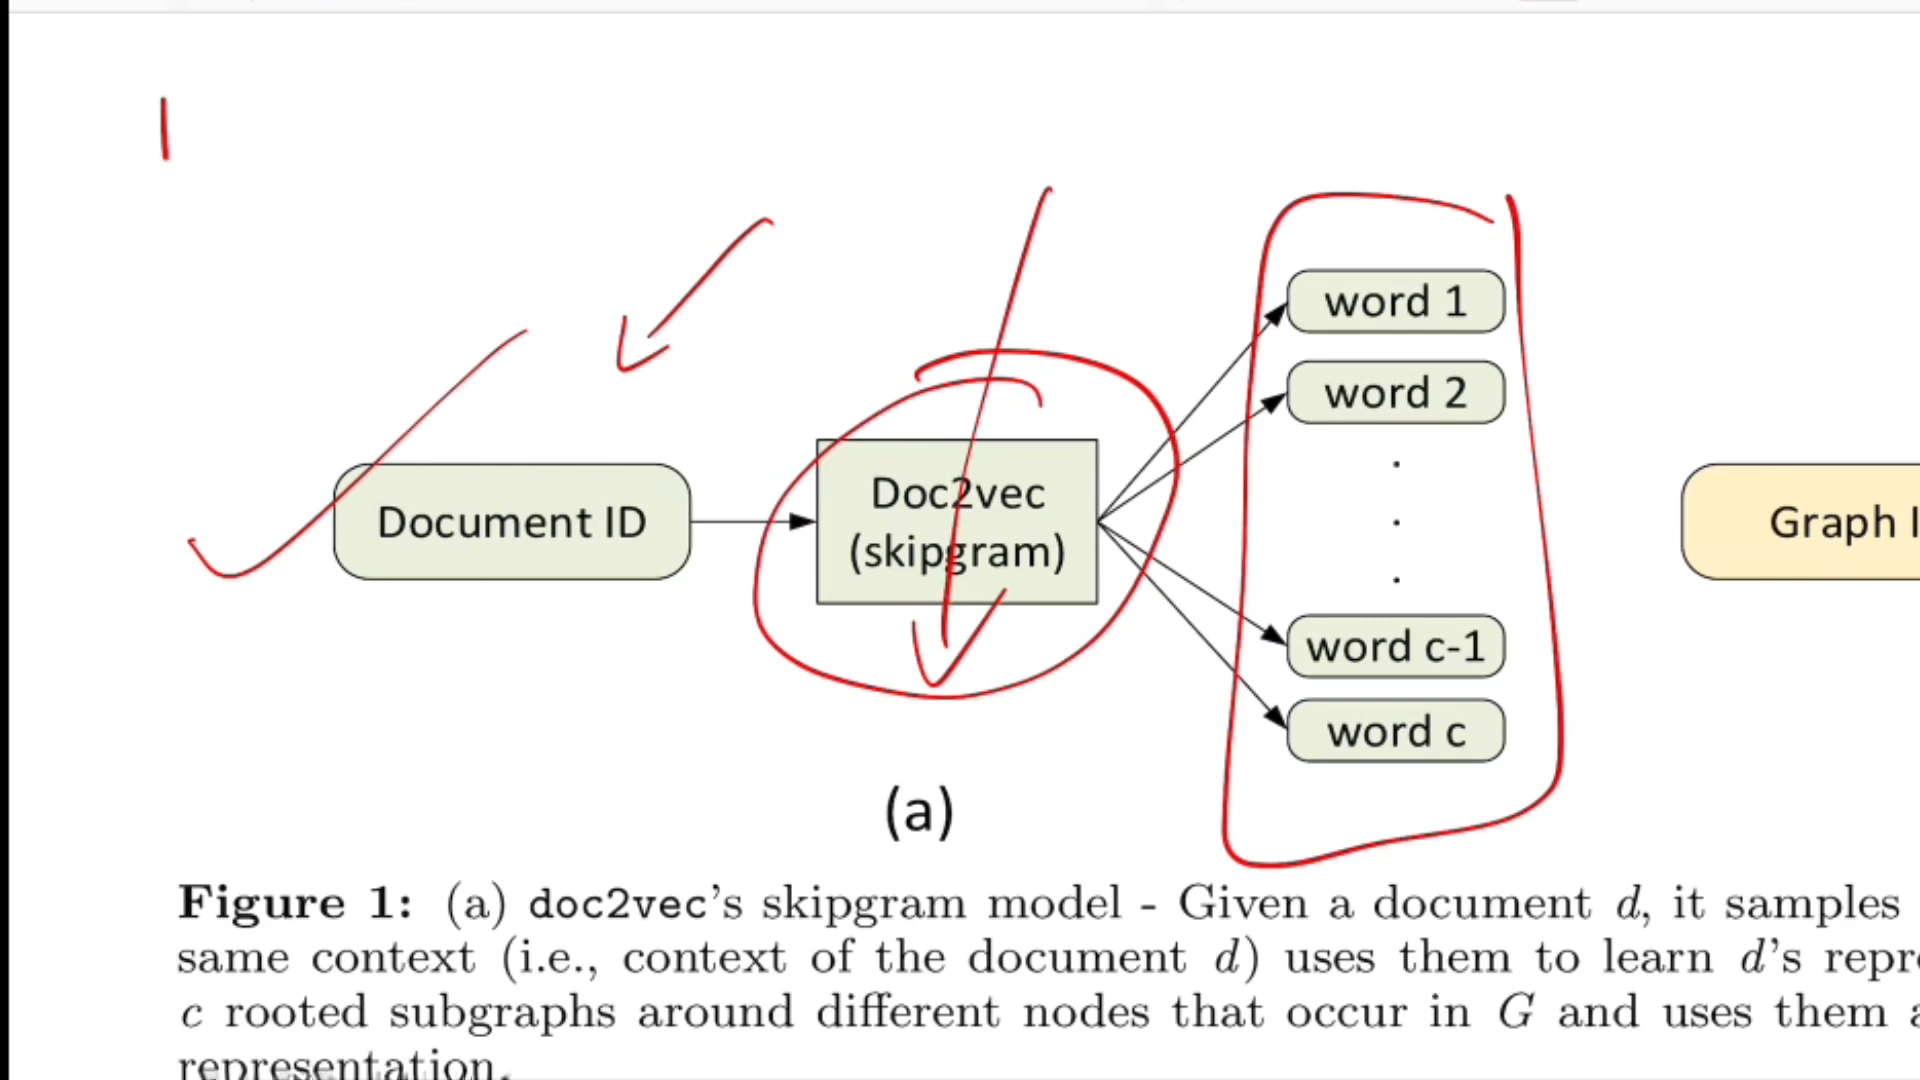 word 1
word 2
Document ID
Doc2vec
(skipgram)
Graph I
word c-1
word c
(a)
Figure 1: (a) doc2vec's skipgram model - Given a document d, it samples
same context (i.e., context of the document d) uses them to learn d's repr
c rooted subgraphs around different nodes that occur in G and uses them a
representation.